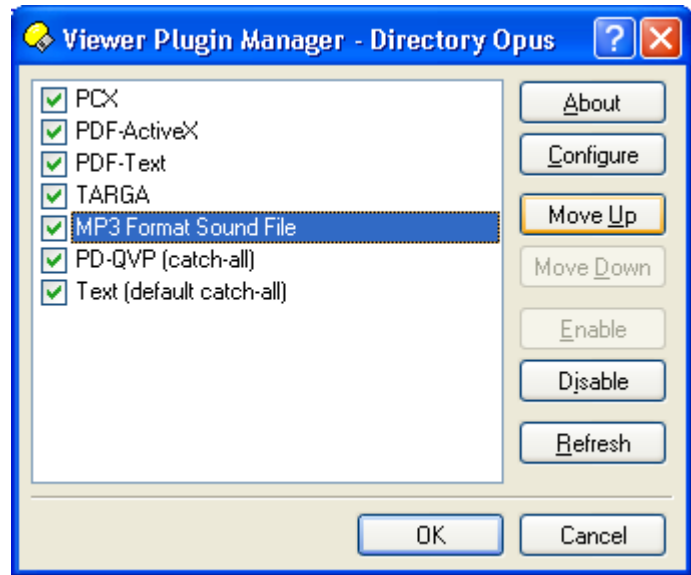 Viewer Plugin Manager - Directory Opus
PCX
PDF-ActiveX
PDF-Text
TARGA
MP3 Format Sound File
PD-QVP (catch-all)
Text (default catch-all)
About
Configure
Move Up
Move Down
Enable
Disable
Refresh
OK
Cancel